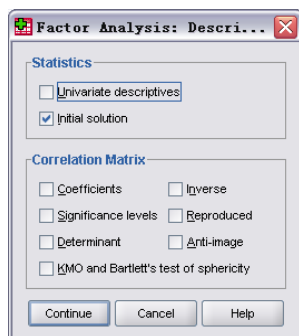 Factor Analysis: Descri...
Statistics
Univariate descriptives
Initial solution
Correlation Matrix
Coefficients Inverse
Significance levels Reproduced
Determinant Anti-image
KMO and Bartlett's test of sphericity
Continue Cancel Help